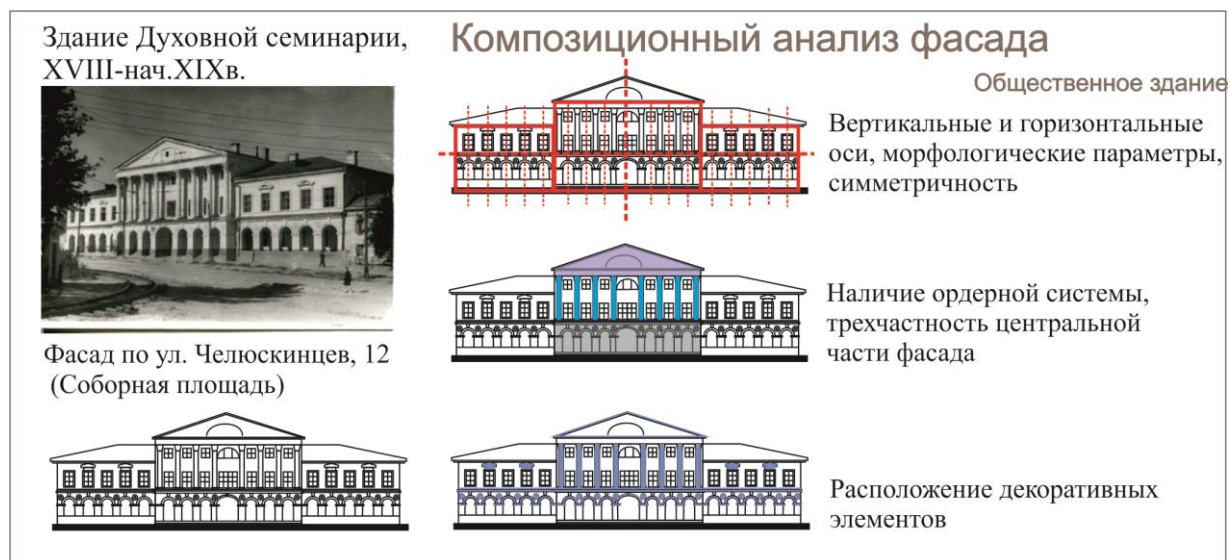 Здание Духовной семинарии,
XVIII-нач.XIXв.
Фасад по ул. Челюскинцев, 12
(Соборная площадь)
Композиционный анализ фасада
Общественное здание
Вертикальные и горизонтальные
оси, морфологические параметры,
симметричность
Наличие ордерной системы,
трехчастность центральной
части фасада
Расположение декоративных
элементов